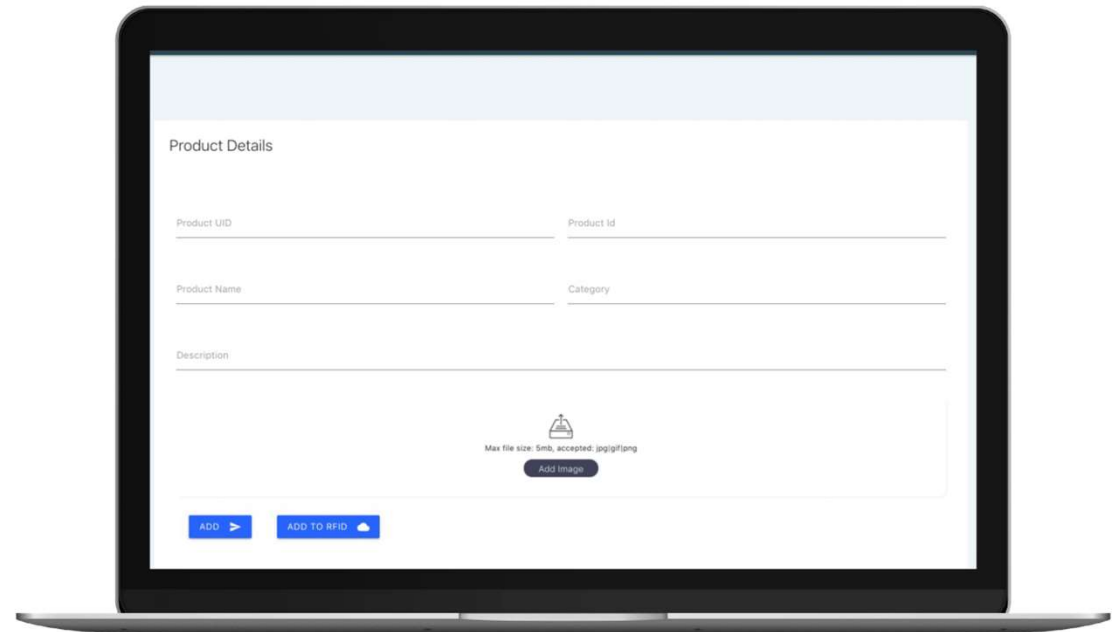 Product Details
Product UID
Product Id
Product Name
Category
Description
Max file size: 5mb, accepted: jpg|gif|png
Add Image
ADD
ADD TO RFID